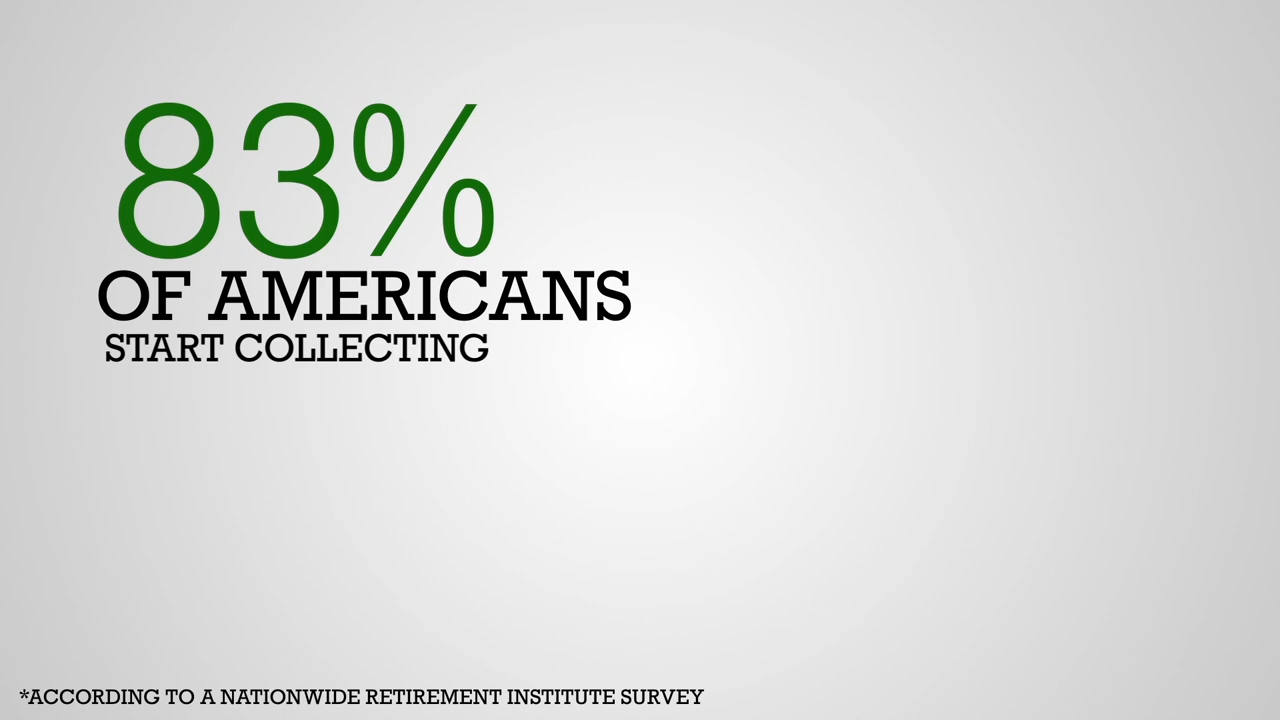 83%
OF AMERICANS
START COLLECTING
*ACCORDING TO A NATIONWIDE RETIREMENT INSTITUTE SURVEY